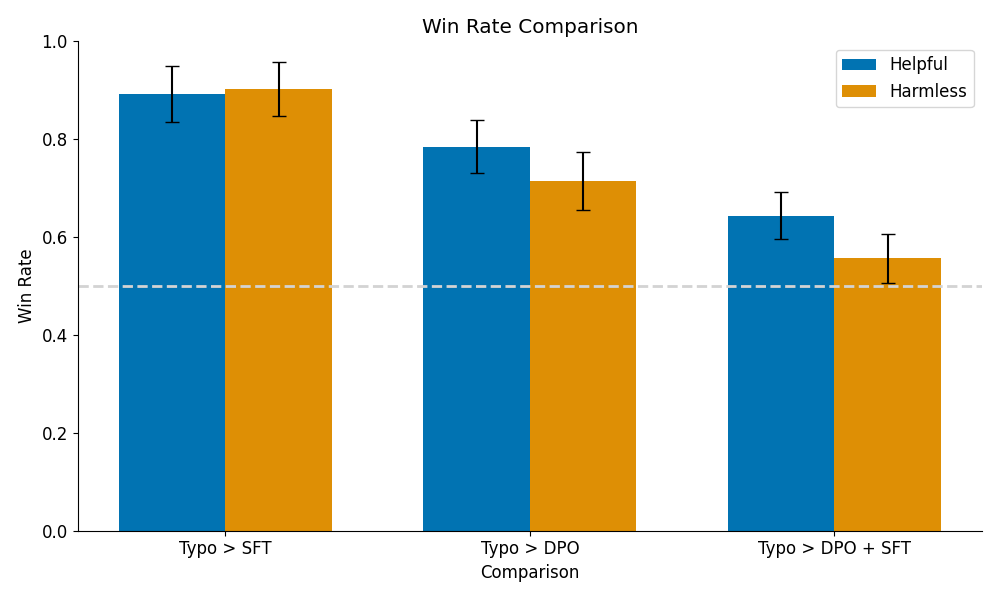 Win Rate Comparison
1.0
0.8
0.6
0.4
0.2
0.0
Win Rate
Helpful
Harmless
Typo > SFT
Typo > DPO
Typo > DPO + SFT
Comparison